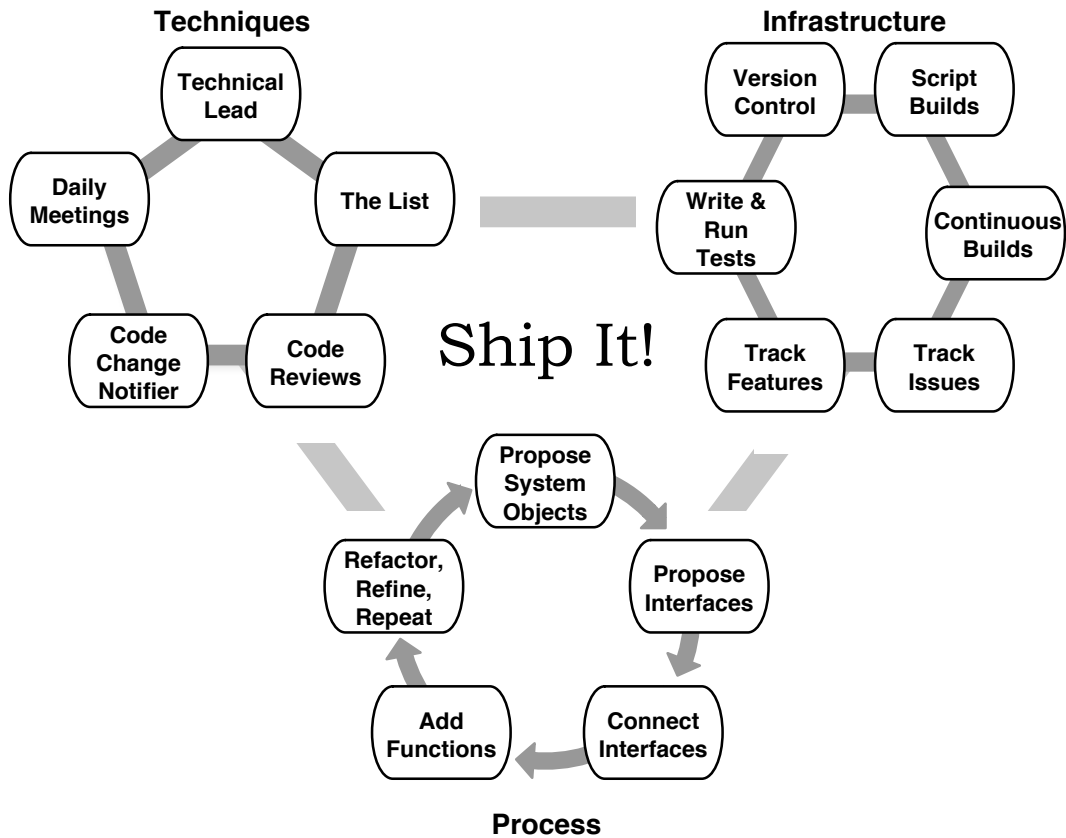 Techniques
Technical
Lead
Daily
Meetings
The List
Code
Change
Notifier
Code
Reviews
Infrastructure
Version
Control
Script
Builds
Write &
Run
Tests
Continuous
Builds
Track
Features
Track
Issues
Ship It!
Propose
System
Objects
Refactor,
Refine,
Repeat
Propose
Interfaces
Add
Functions
Connect
Interfaces
Process